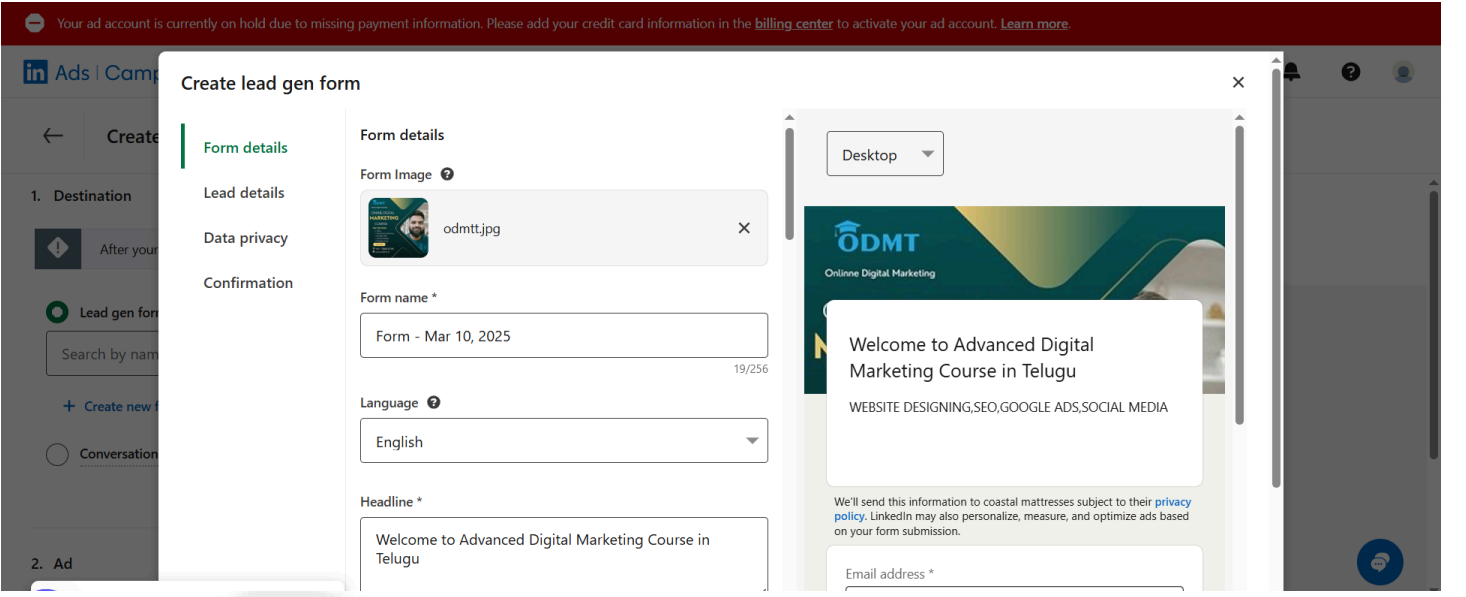 Your ad account is currently on hold due to missing payment information. Please add your credit card information in the billing center to activate your ad account. Learn more.
in Ads | Camp
Create lead gen form
Create
Form details
Lead details
Data privacy
Confirmation
1. Destination
After your
Lead gen for
Search by nam
+ Create new f
Conversation
2. Ad
Form details
Form Image
odmtt.jpg
Form name *
Form - Mar 10, 2025
19/256
Language
English
Headline *
Welcome to Advanced Digital Marketing Course in
Telugu
Desktop
ODMT
Onlinne Digital Marketing
Welcome to Advanced Digital
Marketing Course in Telugu
WEBSITE DESIGNING,SEO,GOOGLE ADS,SOCIAL MEDIA
We'll send this information to coastal mattresses subject to their privacy
policy. LinkedIn may also personalize, measure, and optimize ads based
on your form submission.
Email address *